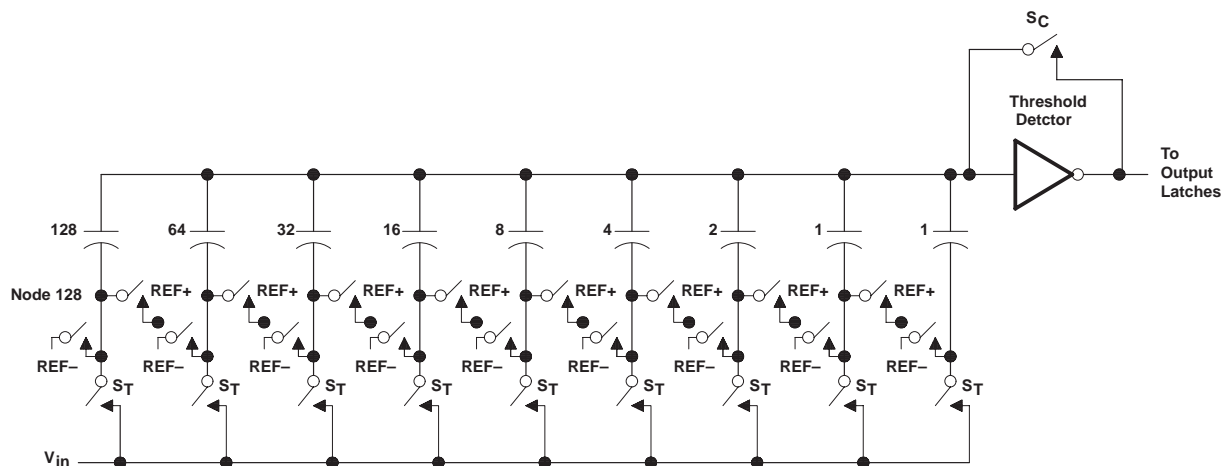 SC
Threshold
Detctor
To
Output
Latches
128
64
32
16
8
4
2
1
1
Node 128
REF+
REF+
REF+
REF+
REF+
REF+
REF+
REF+
REF–
REF–
REF–
REF–
REF–
REF–
REF–
REF–
REF–
ST
ST
ST
ST
ST
ST
ST
ST
ST
Vin